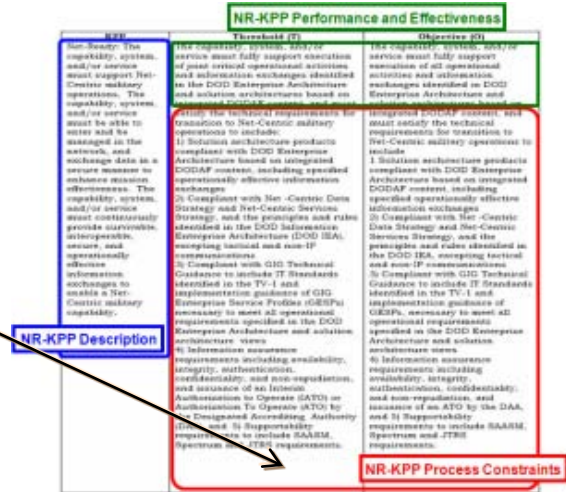 NR-KPP Performance and Effectiveness
KPP
Net-Ready: The
capability, system,
and/or service
must support Net-
Centric military
operations. The
capability, system,
and/or service
must be able to
enter and be
managed in the
network, and
exchange data in a
secure manner to
enhance mission
effectiveness. The
capability, system,
and/or service
must continuously
provide survivable,
interoperable,
secure, and
operationally
effective
information
exchanges to
enable a Net-
Centric military
capability.
NR-KPP Description
Threshold (T)
The capability, system, and/or
service must fully support execution
of joint critical operational activities
and information exchanges identified
in the DOD Enterprise Architecture
and solution architectures based on
integrated DODAF content, and must
satisfy the technical requirements for
transition to Net-Centric military
operations to include:
1) Solution architecture products
compliant with DOD Enterprise
Architecture based on integrated
DODAF content, including specified
operationally effective information
exchanges
2) Compliant with Net-Centric Data
Strategy and Net-Centric Services
Strategy, and the principles and rules
identified in the DOD Information
Enterprise Architecture (DOD IEA),
excepting tactical and non-IP
communications
3) Compliant with GIG Technical
Guidance to include IT Standards
identified in the TV-1 and
implementation guidance of GIG
Enterprise Service Profiles (GESPs)
necessary to meet all operational
requirements specified in the DOD
Enterprise Architecture and solution
architecture views
4) Information assurance
requirements including availability,
integrity, authentication,
confidentiality, and non-repudiation,
and issuance of an Interim
Authorization to Operate (IATO) or
Authorization To Operate (ATO) by
the Designated Accrediting Authority
(DAA), and 5) Supportability
requirements to include SAASM,
Spectrum and JTRS requirements.
Objective (O)
The capability, system, and/or
service must fully support
execution of all operational
activities and information
exchanges identified in DOD
Enterprise Architecture and
integrated DODAF content, and
must satisfy the technical
requirements for transition to
Net-Centric military operations to
include
1 Solution architecture products
compliant with DOD Enterprise
Architecture based on integrated
DODAF content, including
specified operationally effective
information exchanges
2) Compliant with Net-Centric
Data Strategy and Net-Centric
Services Strategy, and the
principles and rules identified in
the DOD IEA, excepting tactical
and non-IP communications
3) Compliant with GIG Technical
Guidance to include IT Standards
identified in the TV-1 and
implementation guidance of
GESPs, necessary to meet all
operational requirements
specified in the DOD Enterprise
Architecture and solution
architecture views
4) Information assurance
requirements including
availability, integrity,
authentication, confidentiality,
and non-repudiation, and
issuance of an ATO by the DAA,
and 5) Supportability
requirements to include SAASM,
Spectrum and JTRS
requirements.
NR-KPP Process Constraints